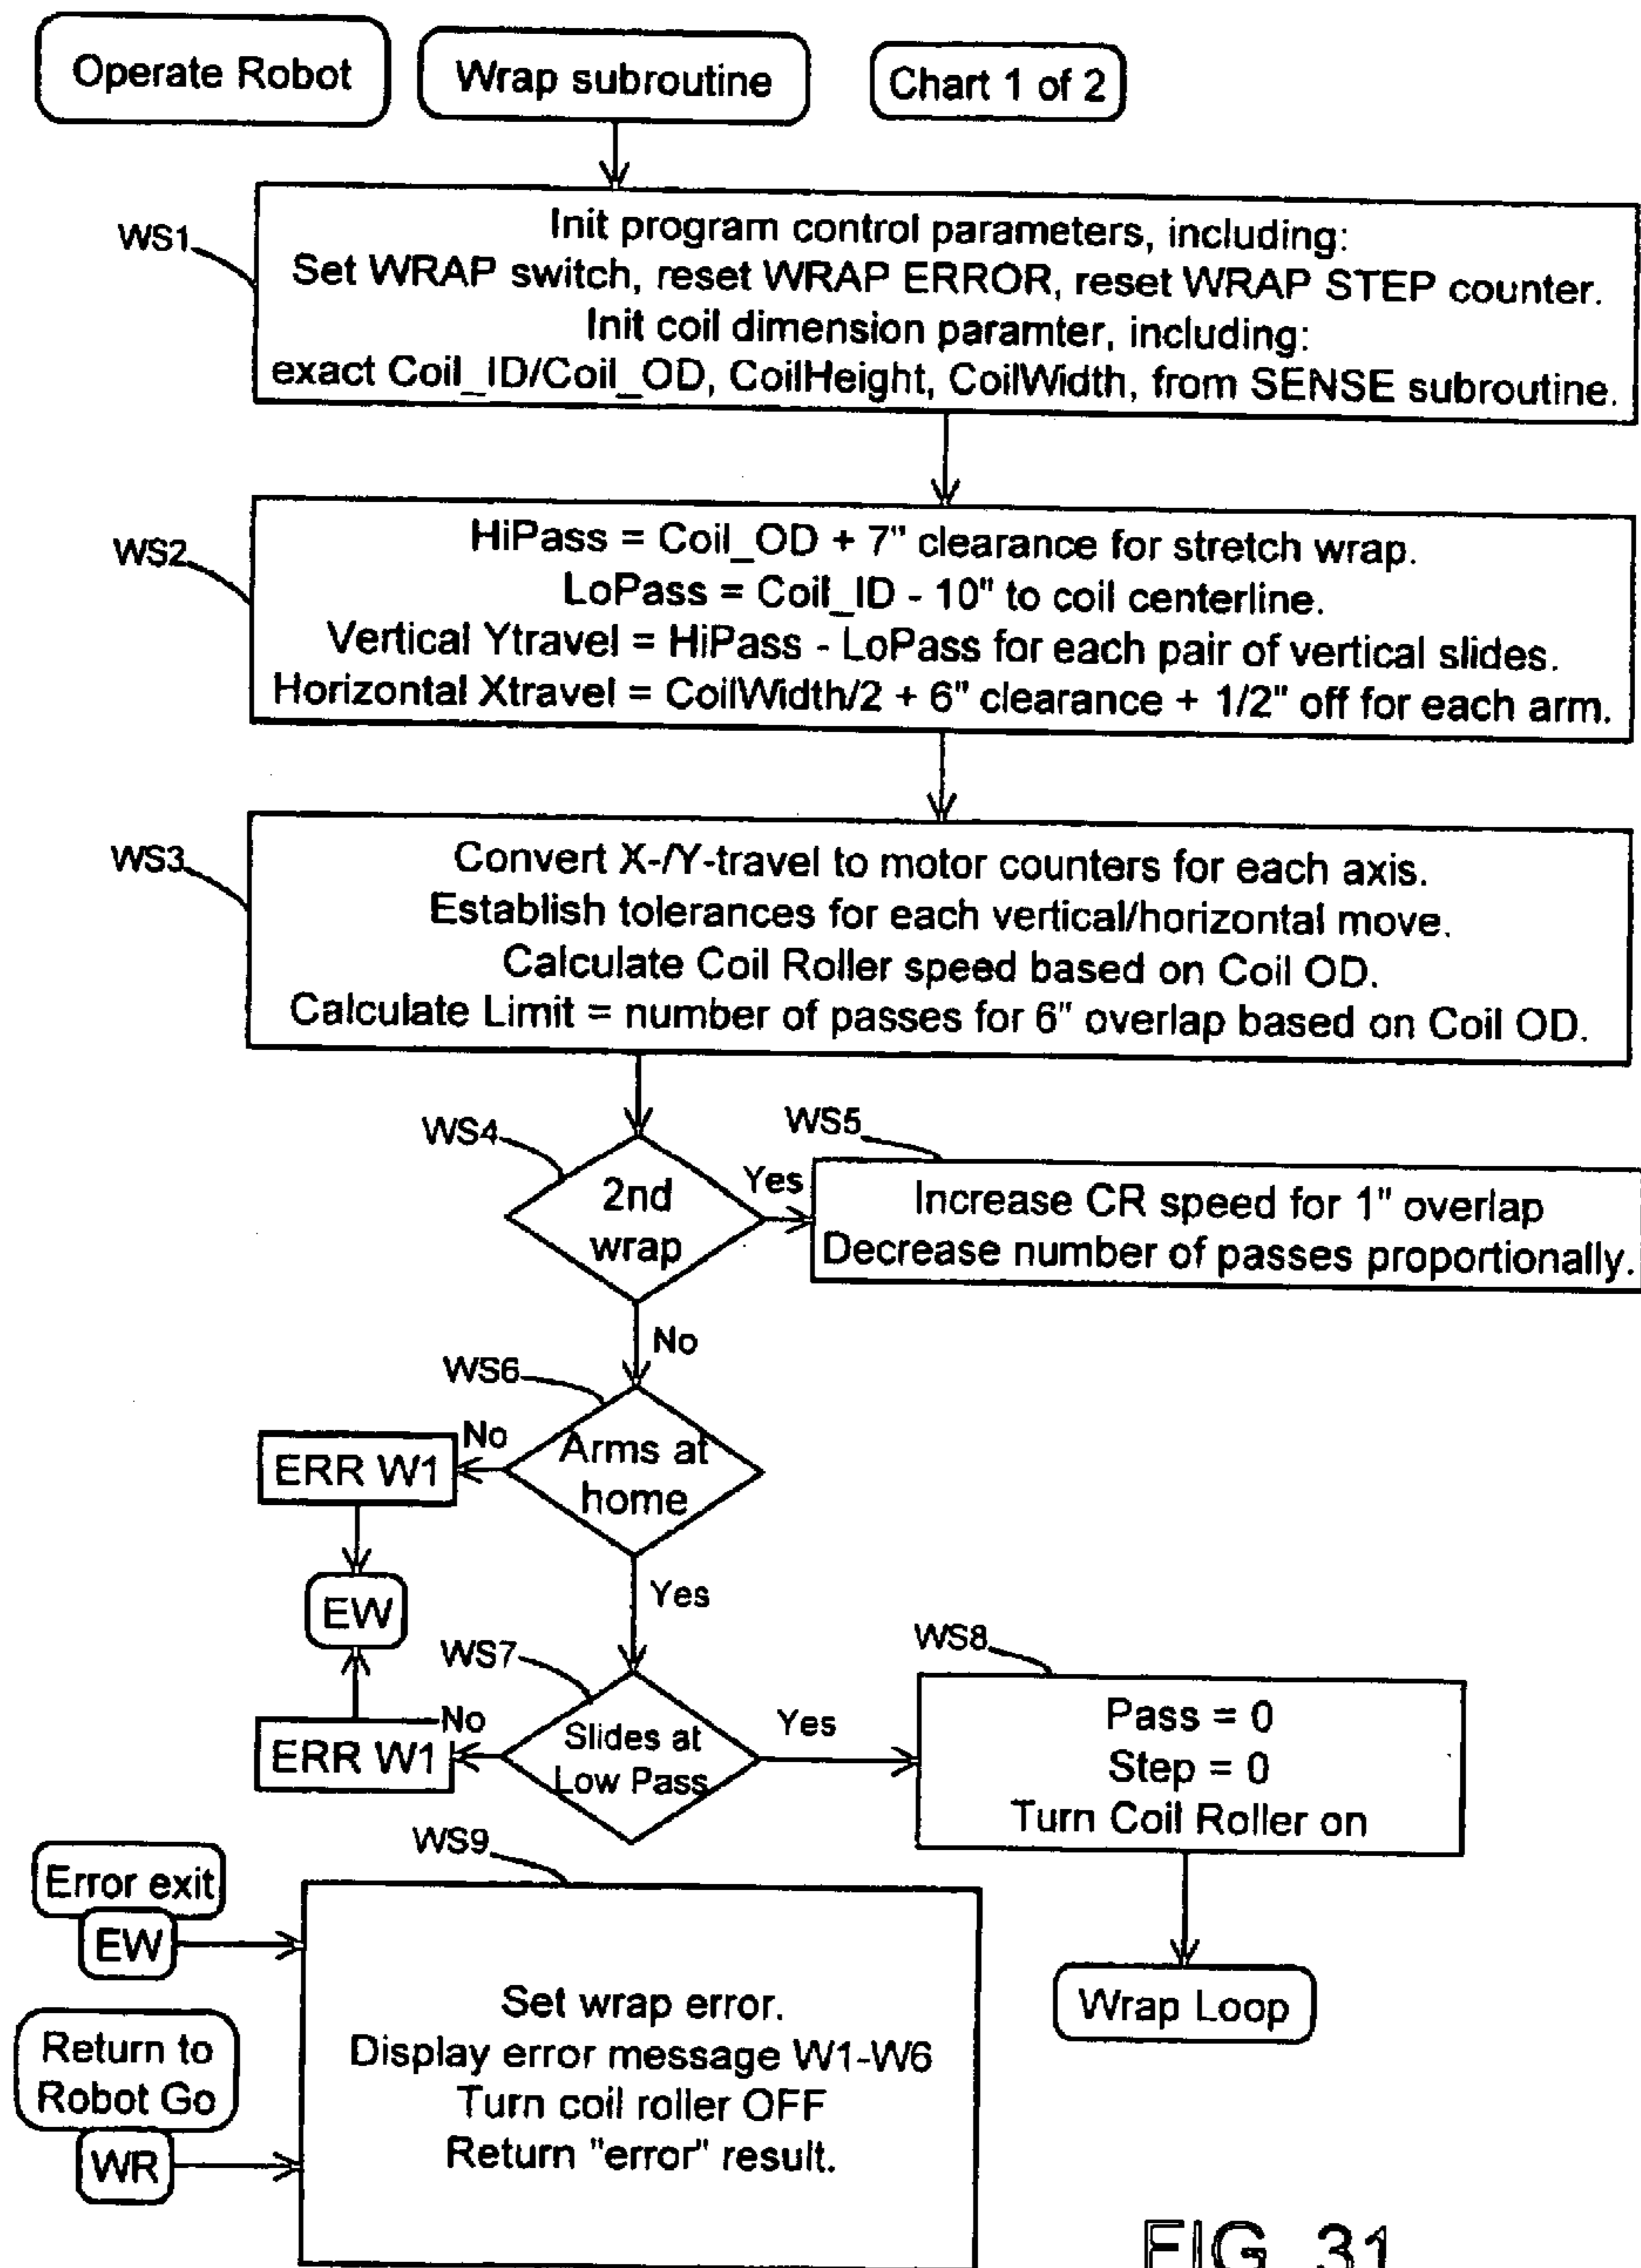 Operate Robot
Wrap subroutine
Chart 1 of 2
WS1
Init program control parameters, including:
Set WRAP switch, reset WRAP ERROR, reset WRAP STEP counter.
Init coil dimension paramter, including:
exact Coil_ID/Coil_OD, CoilHeight, CoilWidth, from SENSE subroutine.
WS2
HiPass = Coil_OD + 7" clearance for stretch wrap.
LoPass = Coil_ID - 10" to coil centerline.
Vertical Ytravel = HiPass - LoPass for each pair of vertical slides.
Horizontal Xtravel = CoilWidth/2 + 6" clearance + 1/2" off for each arm.
WS3
Convert X-/Y-travel to motor counters for each axis.
Establish tolerances for each vertical/horizontal move.
Calculate Coil Roller speed based on Coil OD.
Calculate Limit = number of passes for 6" overlap based on Coil OD.
WS4
2nd
wrap
Yes
WS5
Increase CR speed for 1" overlap
Decrease number of passes proportionally.
No
WS6
Arms at
home
No
ERR W1
EW
Yes
WS7
Slides at
Low Pass
No
ERR W1
Yes
WS8
Pass = 0
Step = 0
Turn Coil Roller on
Wrap Loop
WS9
Error exit
EW
Return to
Robot Go
WR
Set wrap error.
Display error message W1-W6
Turn coil roller OFF
Return "error" result.
FIG. 31